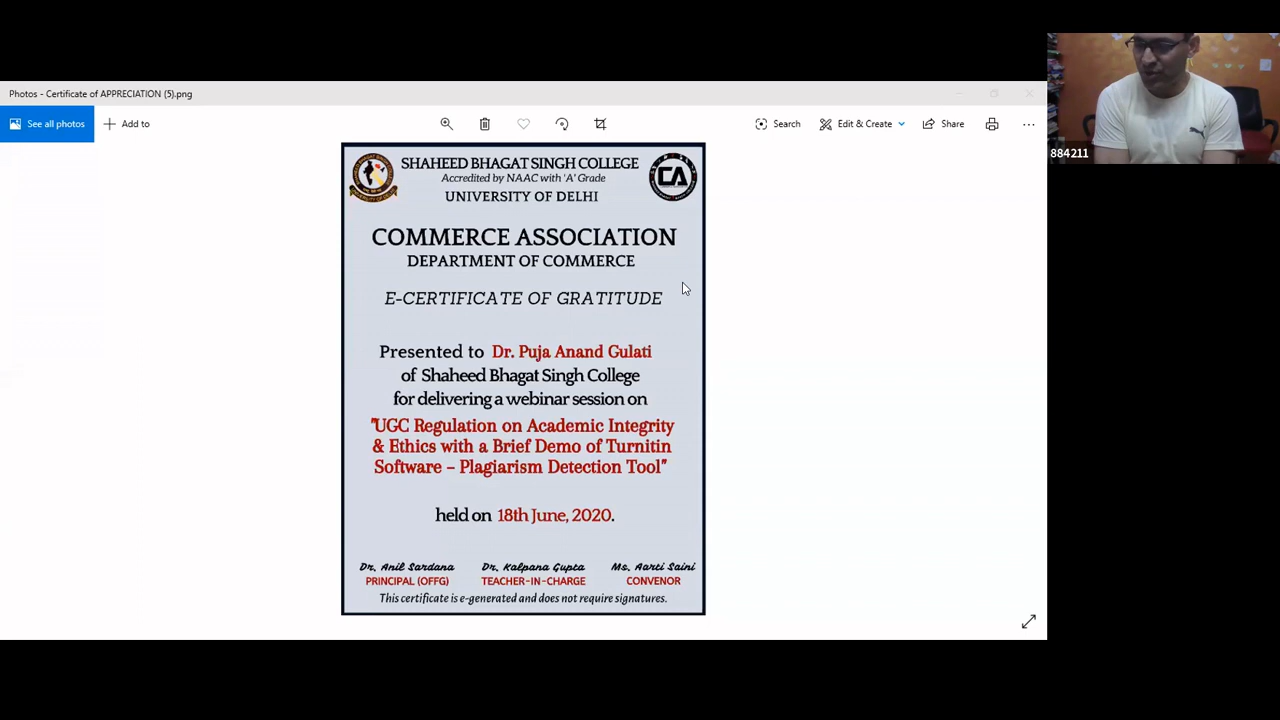 Photos - Certificate of APPRECIATION (5).png
See all photos
Add to
Search
Edit & Create
Share
884211
SHAHEED BHAGAT SINGH COLLEGE
Accredited by NAAC with 'A' Grade
UNIVERSITY OF DELHI
CA
COMMERCE ASSOCIATION
DEPARTMENT OF COMMERCE
E-CERTIFICATE OF GRATITUDE
Presented to Dr. Puja Anand Gulati
of Shaheed Bhagat Singh College
for delivering a webinar session on
"UGC Regulation on Academic Integrity
& Ethics with a Brief Demo of Turnitin
Software – Plagiarism Detection Tool"
held on 18th June, 2020.
Dr. Anil Sardana Dr. Kalpana Gupta Ms. Aarti Saini
PRINCIPAL (OFFG) TEACHER-IN-CHARGE CONVENOR
This certificate is e-generated and does not require signatures.